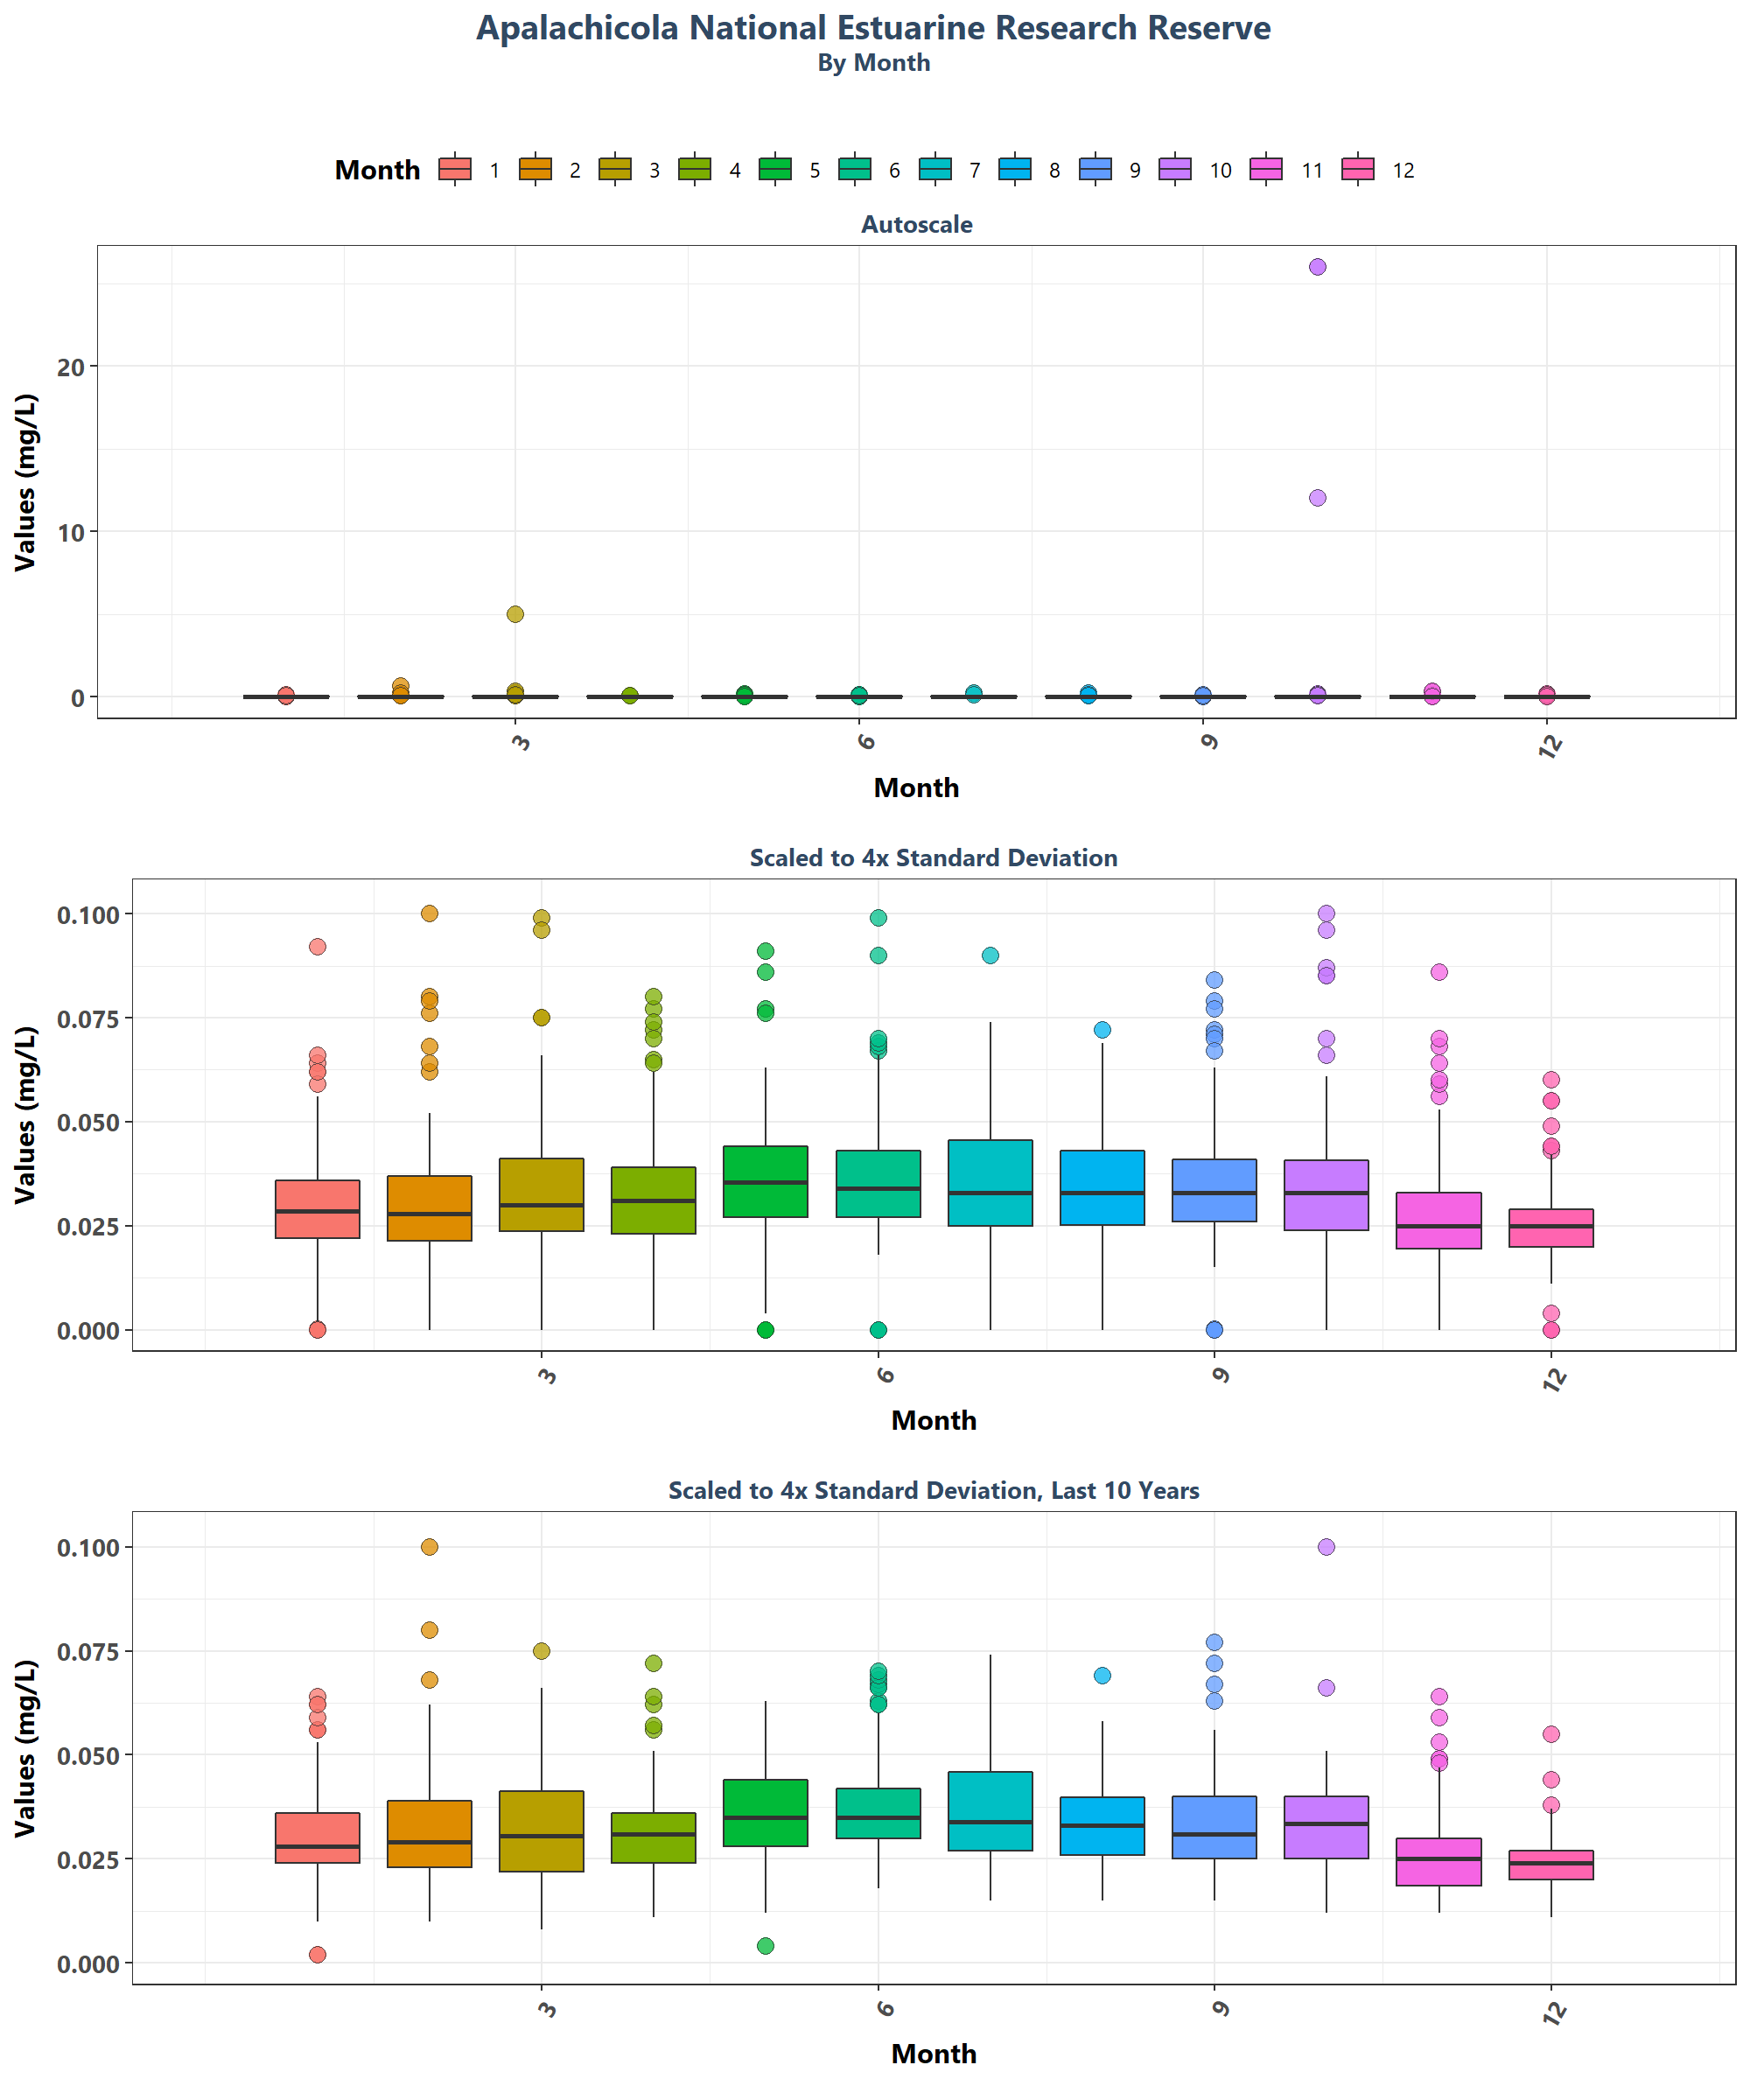 Apalachicola National Estuarine Research Reserve
By Month
Month 1 2 3 4 5 6 7 8 9 10 11 12
Autoscale
Values (mg/L)
20
10
0
3 6 9 12
Month
Scaled to 4x Standard Deviation
Values (mg/L)
0.100
0.075
0.050
0.025
0.000
3 6 9 12
Month
Scaled to 4x Standard Deviation, Last 10 Years
Values (mg/L)
0.100
0.075
0.050
0.025
0.000
3 6 9 12
Month